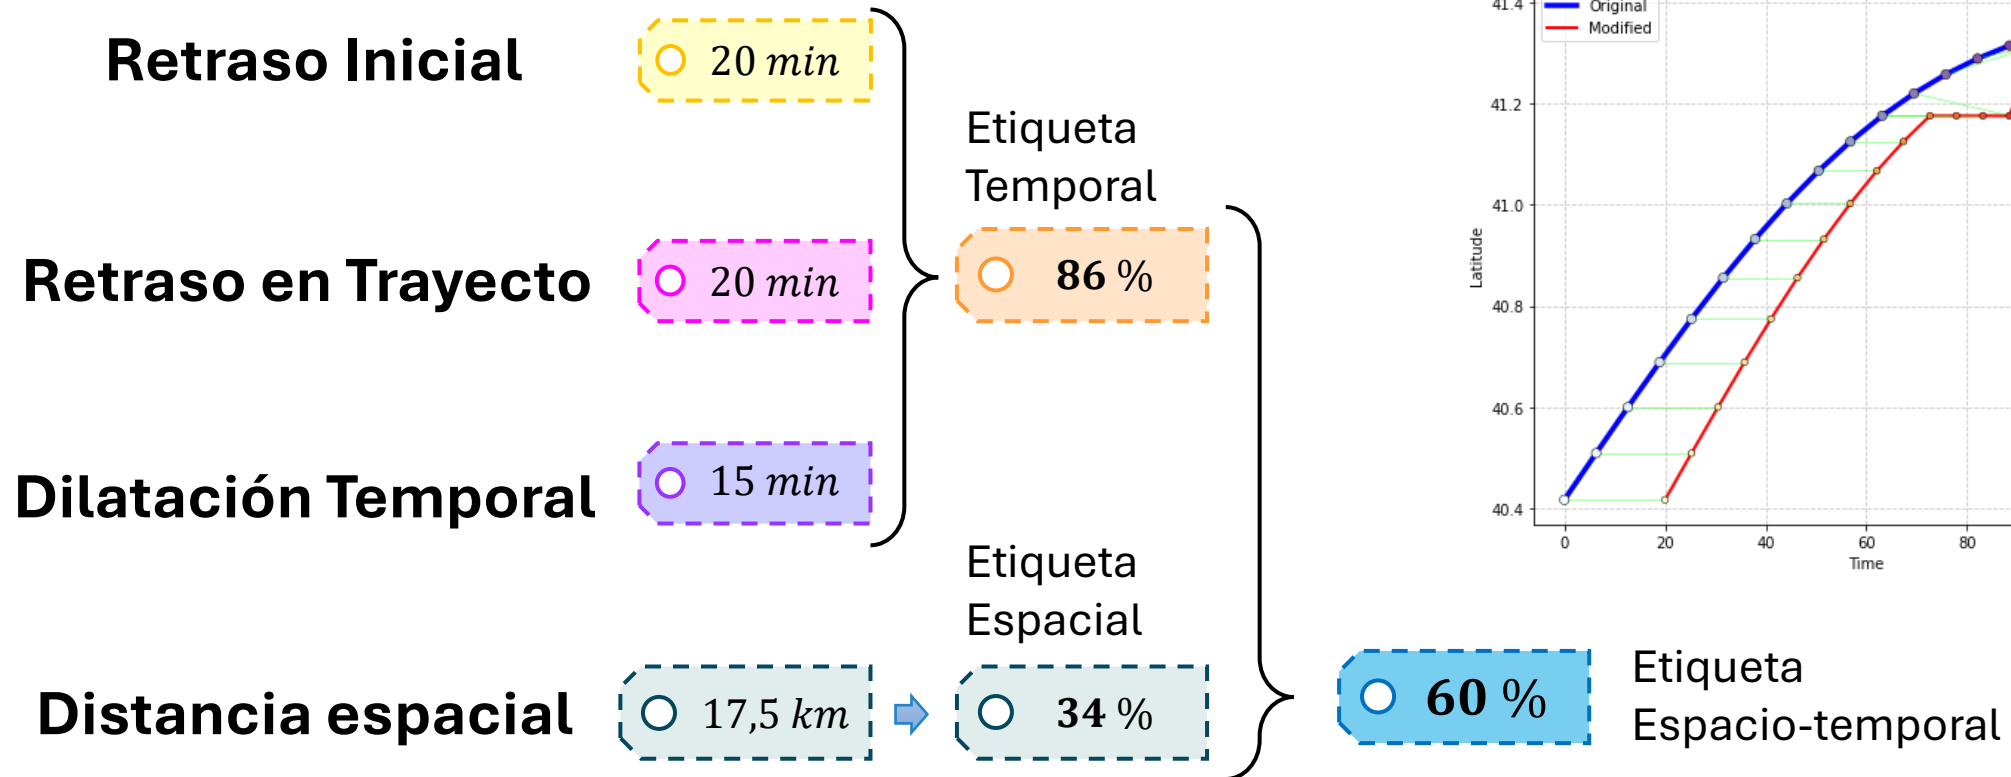 Retraso Inicial
20 min
Retraso en Trayecto
20 min
Dilatación Temporal
15 min
Distancia espacial
17,5 km
Etiqueta
Temporal
86 %
Etiqueta
Espacial
34 %
60 %
Etiqueta
Espacio-temporal
Original
Modified
41.4
41.2
41.0
40.8
40.6
40.4
Latitude
0
20
40
60
80
Time